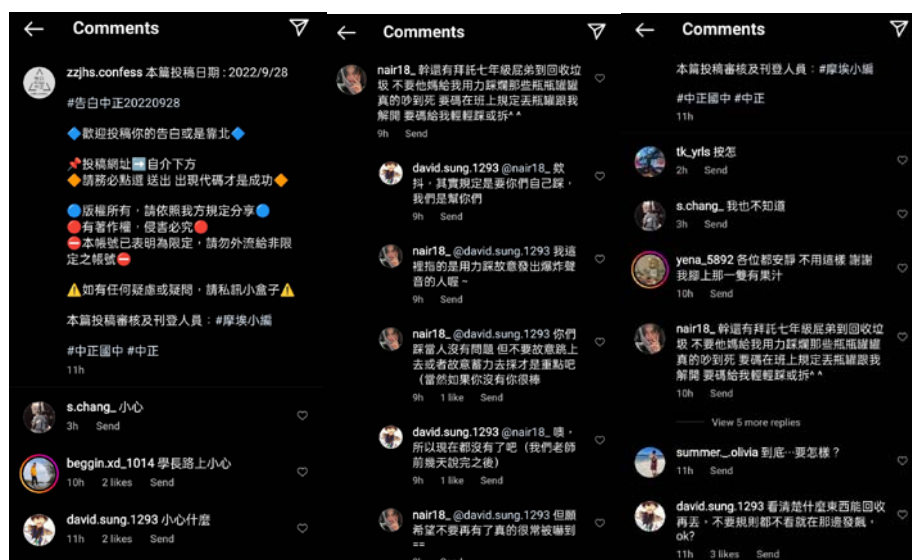 Comments
zzjhs.confess 本篇投稿日期：2022/9/28
#告白中正20220928
🔷歡迎投稿你的告白或是靠北🔷
📌投稿網址➡️自介下方
🔶請務必點選 送出 出現代碼才是成功🔶
🔵版權所有，請依照我方規定分享🔵
🔴有著作權，侵害必究🔴
⛔本帳號已表明為限定，請勿外流給非限
定之帳號⛔
⚠️如有任何疑慮或疑問，請私訊小盒子⚠️
本篇投稿審核及刊登人員：#摩埃小編
#中正國中 #中正
11h
s.chang_ 小心
3h Send
beggin.xd_1014 學長路上小心
10h 2 likes Send
david.sung.1293 小心什麼
11h 2 likes Send
Comments
nair18_ 幹還有拜託七年級屁弟到回收垃
圾 不要他媽給我用力踩爛那些瓶瓶罐罐
真的吵到死 要碼在班上規定丟瓶罐跟我
解開 要碼給我輕輕踩或拆^ ^
9h Send
david.sung.1293 @nair18_ 欸
抖，其實規定是要你們自己踩，
我們是幫你們
9h Send
nair18_ @david.sung.1293 我這
裡指的是用力踩故意發出爆炸聲
音的人喔～
9h Send
nair18_ @david.sung.1293 你們
踩當人沒有問題 但不要故意跳上
去或者故意蓄力去採才是重點吧
（當然如果你沒有你很棒
9h 1 like Send
david.sung.1293 @nair18_ 噢，
所以現在都沒有了吧（我們老師
前幾天說完之後）
9h 1 like Send
nair18_ @david.sung.1293 但願
希望不要再有了真的很常被嚇到
==
Comments
本篇投稿審核及刊登人員：#摩埃小編
#中正國中 #中正
11h
tk_yrls 按怎
2h Send
s.chang_ 我也不知道
3h Send
yena_5892 各位都安靜 不用這樣 謝謝
我腳上那一雙有果汁
10h Send
nair18_ 幹還有拜託七年級屁弟到回收垃
圾 不要他媽給我用力踩爛那些瓶瓶罐罐
真的吵到死 要碼在班上規定丟瓶罐跟我
解開 要碼給我輕輕踩或拆^ ^
10h Send
View 5 more replies
summer._.olivia 到底⋯要怎樣？
11h Send
david.sung.1293 看清楚什麼東西能回收
再丟，不要規則都不看就在那邊發飆，
ok?
11h 3 likes Send